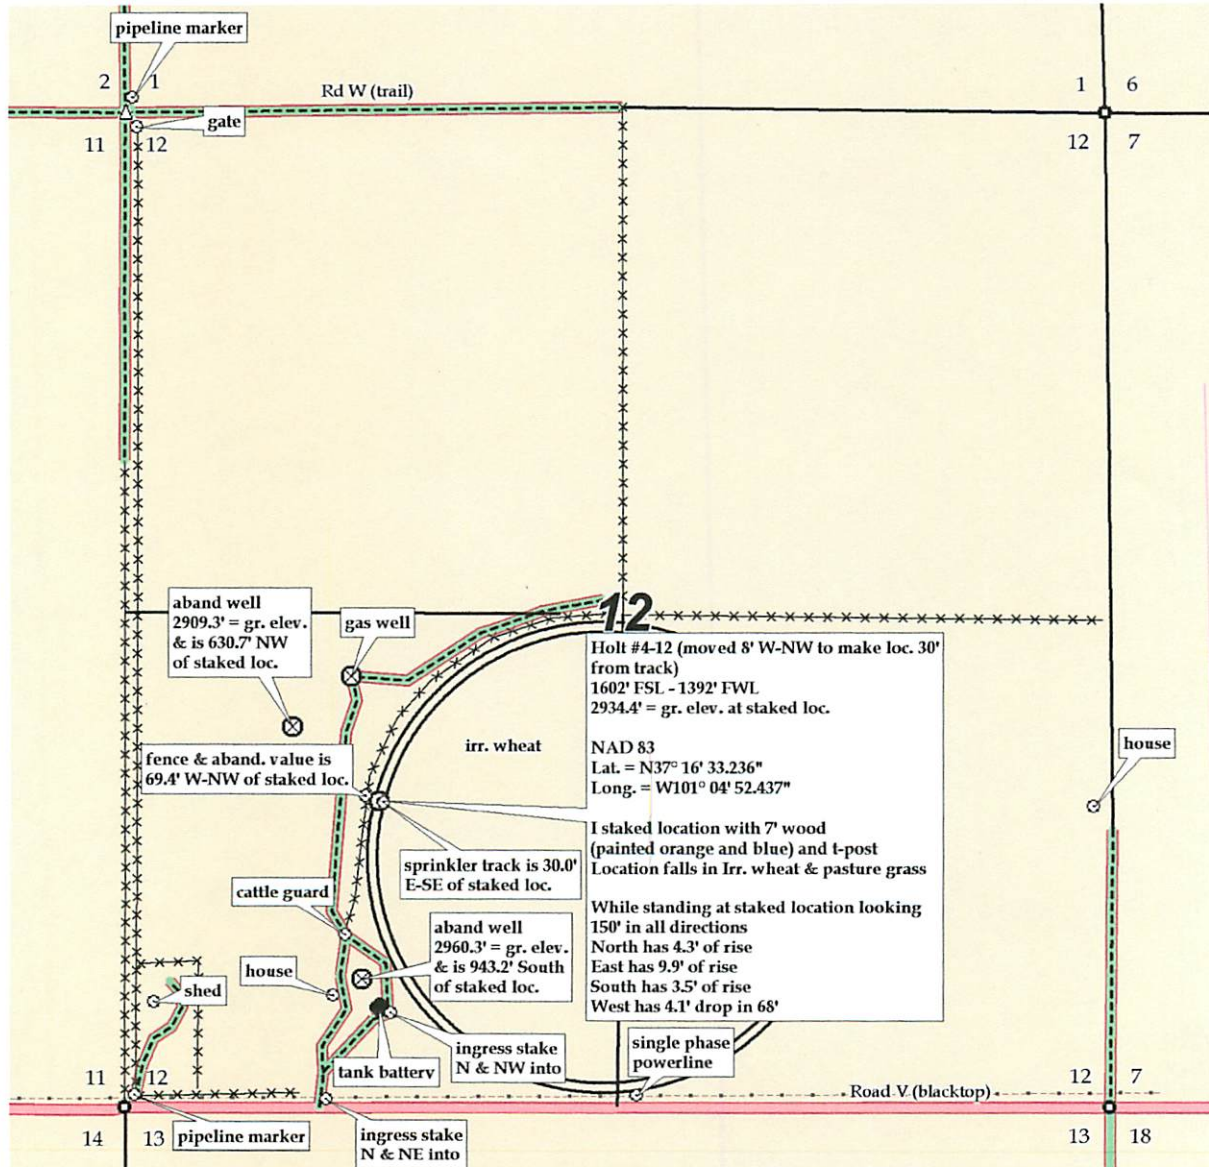 pipeline marker
2 1
Rd W (trail)
1 6
gate
11 12
12 7
aband well
2909.3' = gr. elev.
& is 630.7' NW
of staked loc.
gas well
12
Holt #4-12 (moved 8' W-NW to make loc. 30'
from track)
1602' FSL - 1392' FWL
2934.4' = gr. elev. at staked loc.
NAD 83
Lat. = N37° 16' 33.236"
Long. = W101° 04' 52.437"
I staked location with 7' wood
(painted orange and blue) and t-post
Location falls in Irr. wheat & pasture grass
While standing at staked location looking
150' in all directions
North has 4.3' of rise
East has 9.9' of rise
South has 3.5' of rise
West has 4.1' drop in 68'
irr. wheat
house
fence & aband. value is
69.4' W-NW of staked loc.
sprinkler track is 30.0'
E-SE of staked loc.
cattle guard
aband well
2960.3' = gr. elev.
& is 943.2' South
of staked loc.
house
shed
tank battery
ingress stake
N & NW into
single phase
powerline
11 12
Road V (blacktop)
12 7
14 13
pipeline marker
ingress stake
N & NE into
13 18